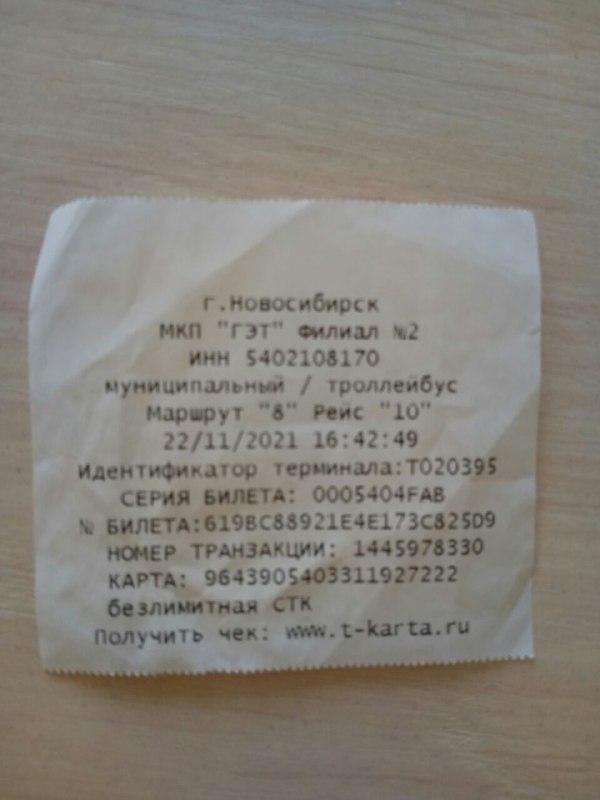 г.Новосибирск
МКП "ГЭТ" Филиал №2
ИНН 5402108170
муниципальный / троллейбус
Маршрут "8" Рейс "10"
22/11/2021 16:42:49
Идентификатор терминала:T020395
СЕРИЯ БИЛЕТА: 0005404FAB
№ БИЛЕТА:619BC88921E4E173C825D9
НОМЕР ТРАНЗАКЦИИ: 1445978330
КАРТА: 9643905403311927222
безлимитная СТК
Получить чек: www.t-karta.ru